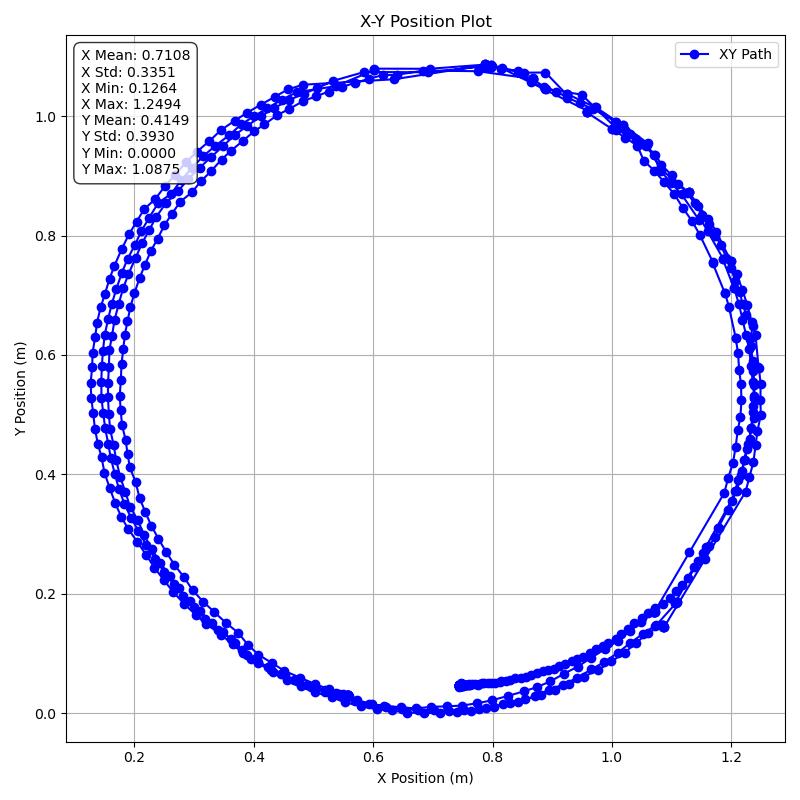 X-Y Position Plot
X Mean: 0.7108
X Std: 0.3351
X Min: 0.1264
X Max: 1.2494
Y Mean: 0.4149
Y Std: 0.3930
Y Min: 0.0000
Y Max: 1.0875
XY Path
1.0
0.8
0.6
0.4
0.2
0.0
Y Position (m)
0.2 0.4 0.6 0.8 1.0 1.2
X Position (m)